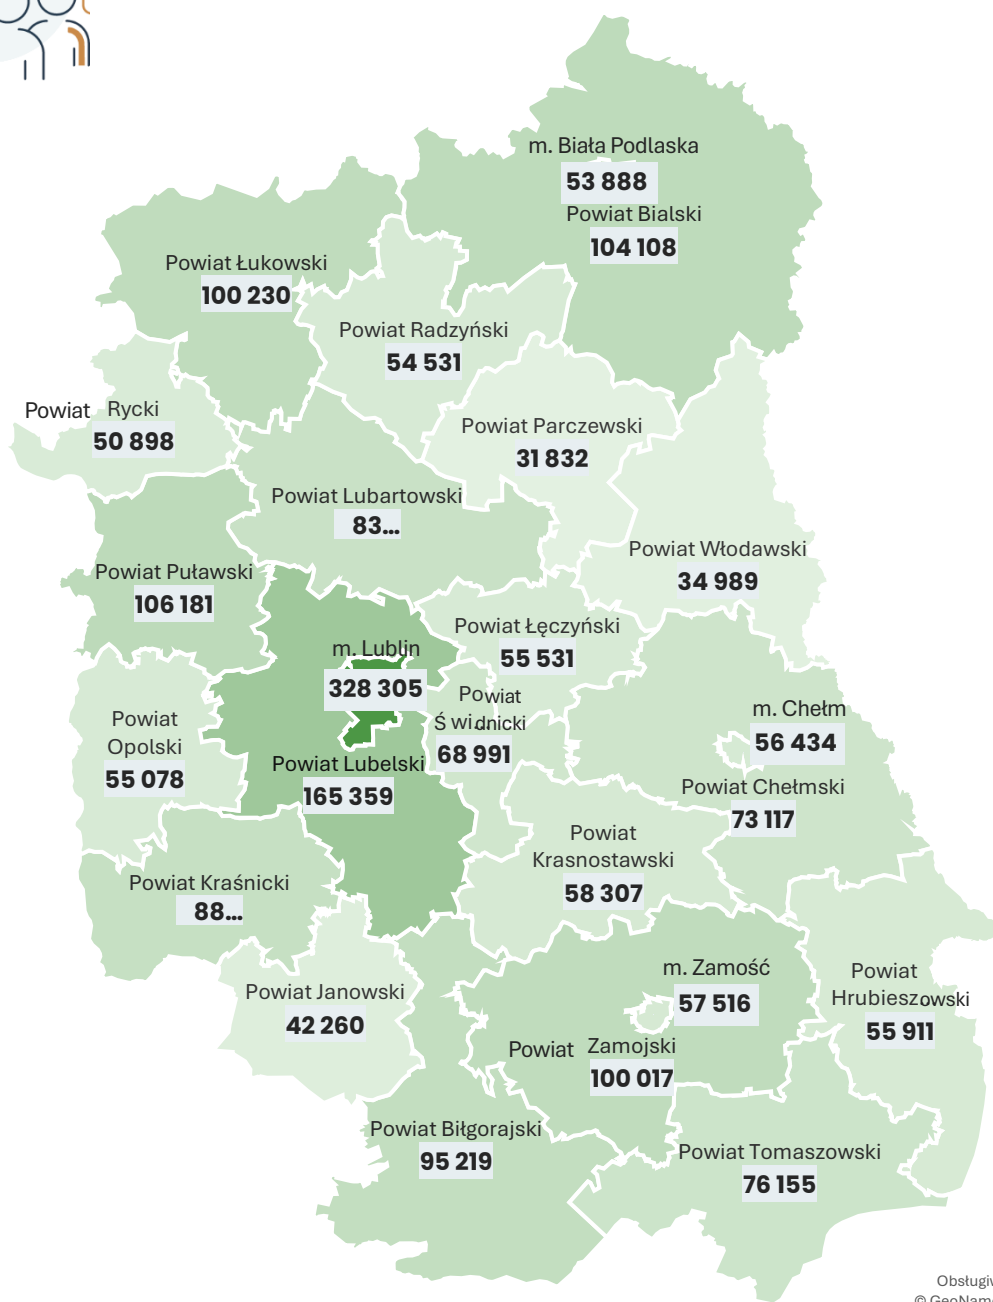 m. Biała Podlaska
53 888
Powiat Bialski
104 108
Powiat Łukowski
100 230
Powiat Radzyński
54 531
Powiat Rycki
50 898
Powiat Parczewski
31 832
Powiat Lubartowski
83...
Powiat Włodawski
34 989
Powiat Puławski
106 181
Powiat Łęczyński
55 531
m. Lublin
328 305
Powiat
Świdnicki
68 991
Powiat
Opolski
55 078
m. Chełm
56 434
Powiat Lubelski
165 359
Powiat Chełmski
73 117
Powiat
Krasnostawski
58 307
Powiat Kraśnicki
88...
m. Zamość
57 516
Powiat
Hrubieszowski
55 911
Powiat Janowski
42 260
Powiat Zamojski
100 017
Powiat Biłgorajski
95 219
Powiat Tomaszowski
76 155
Obsługiw
© GeoNam